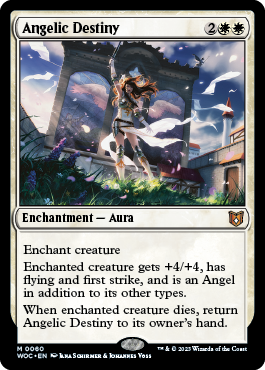 Angelic Destiny 2
Enchantment — Aura
Enchant creature
Enchanted creature gets +4/+4, has
flying and first strike, and is an Angel
in addition to its other types.
When enchanted creature dies, return
Angelic Destiny to its owner's hand.
M 0060
WOC • EN Jana Schirmer & Johannes Voss
™ & © 2023 Wizards of the Coast